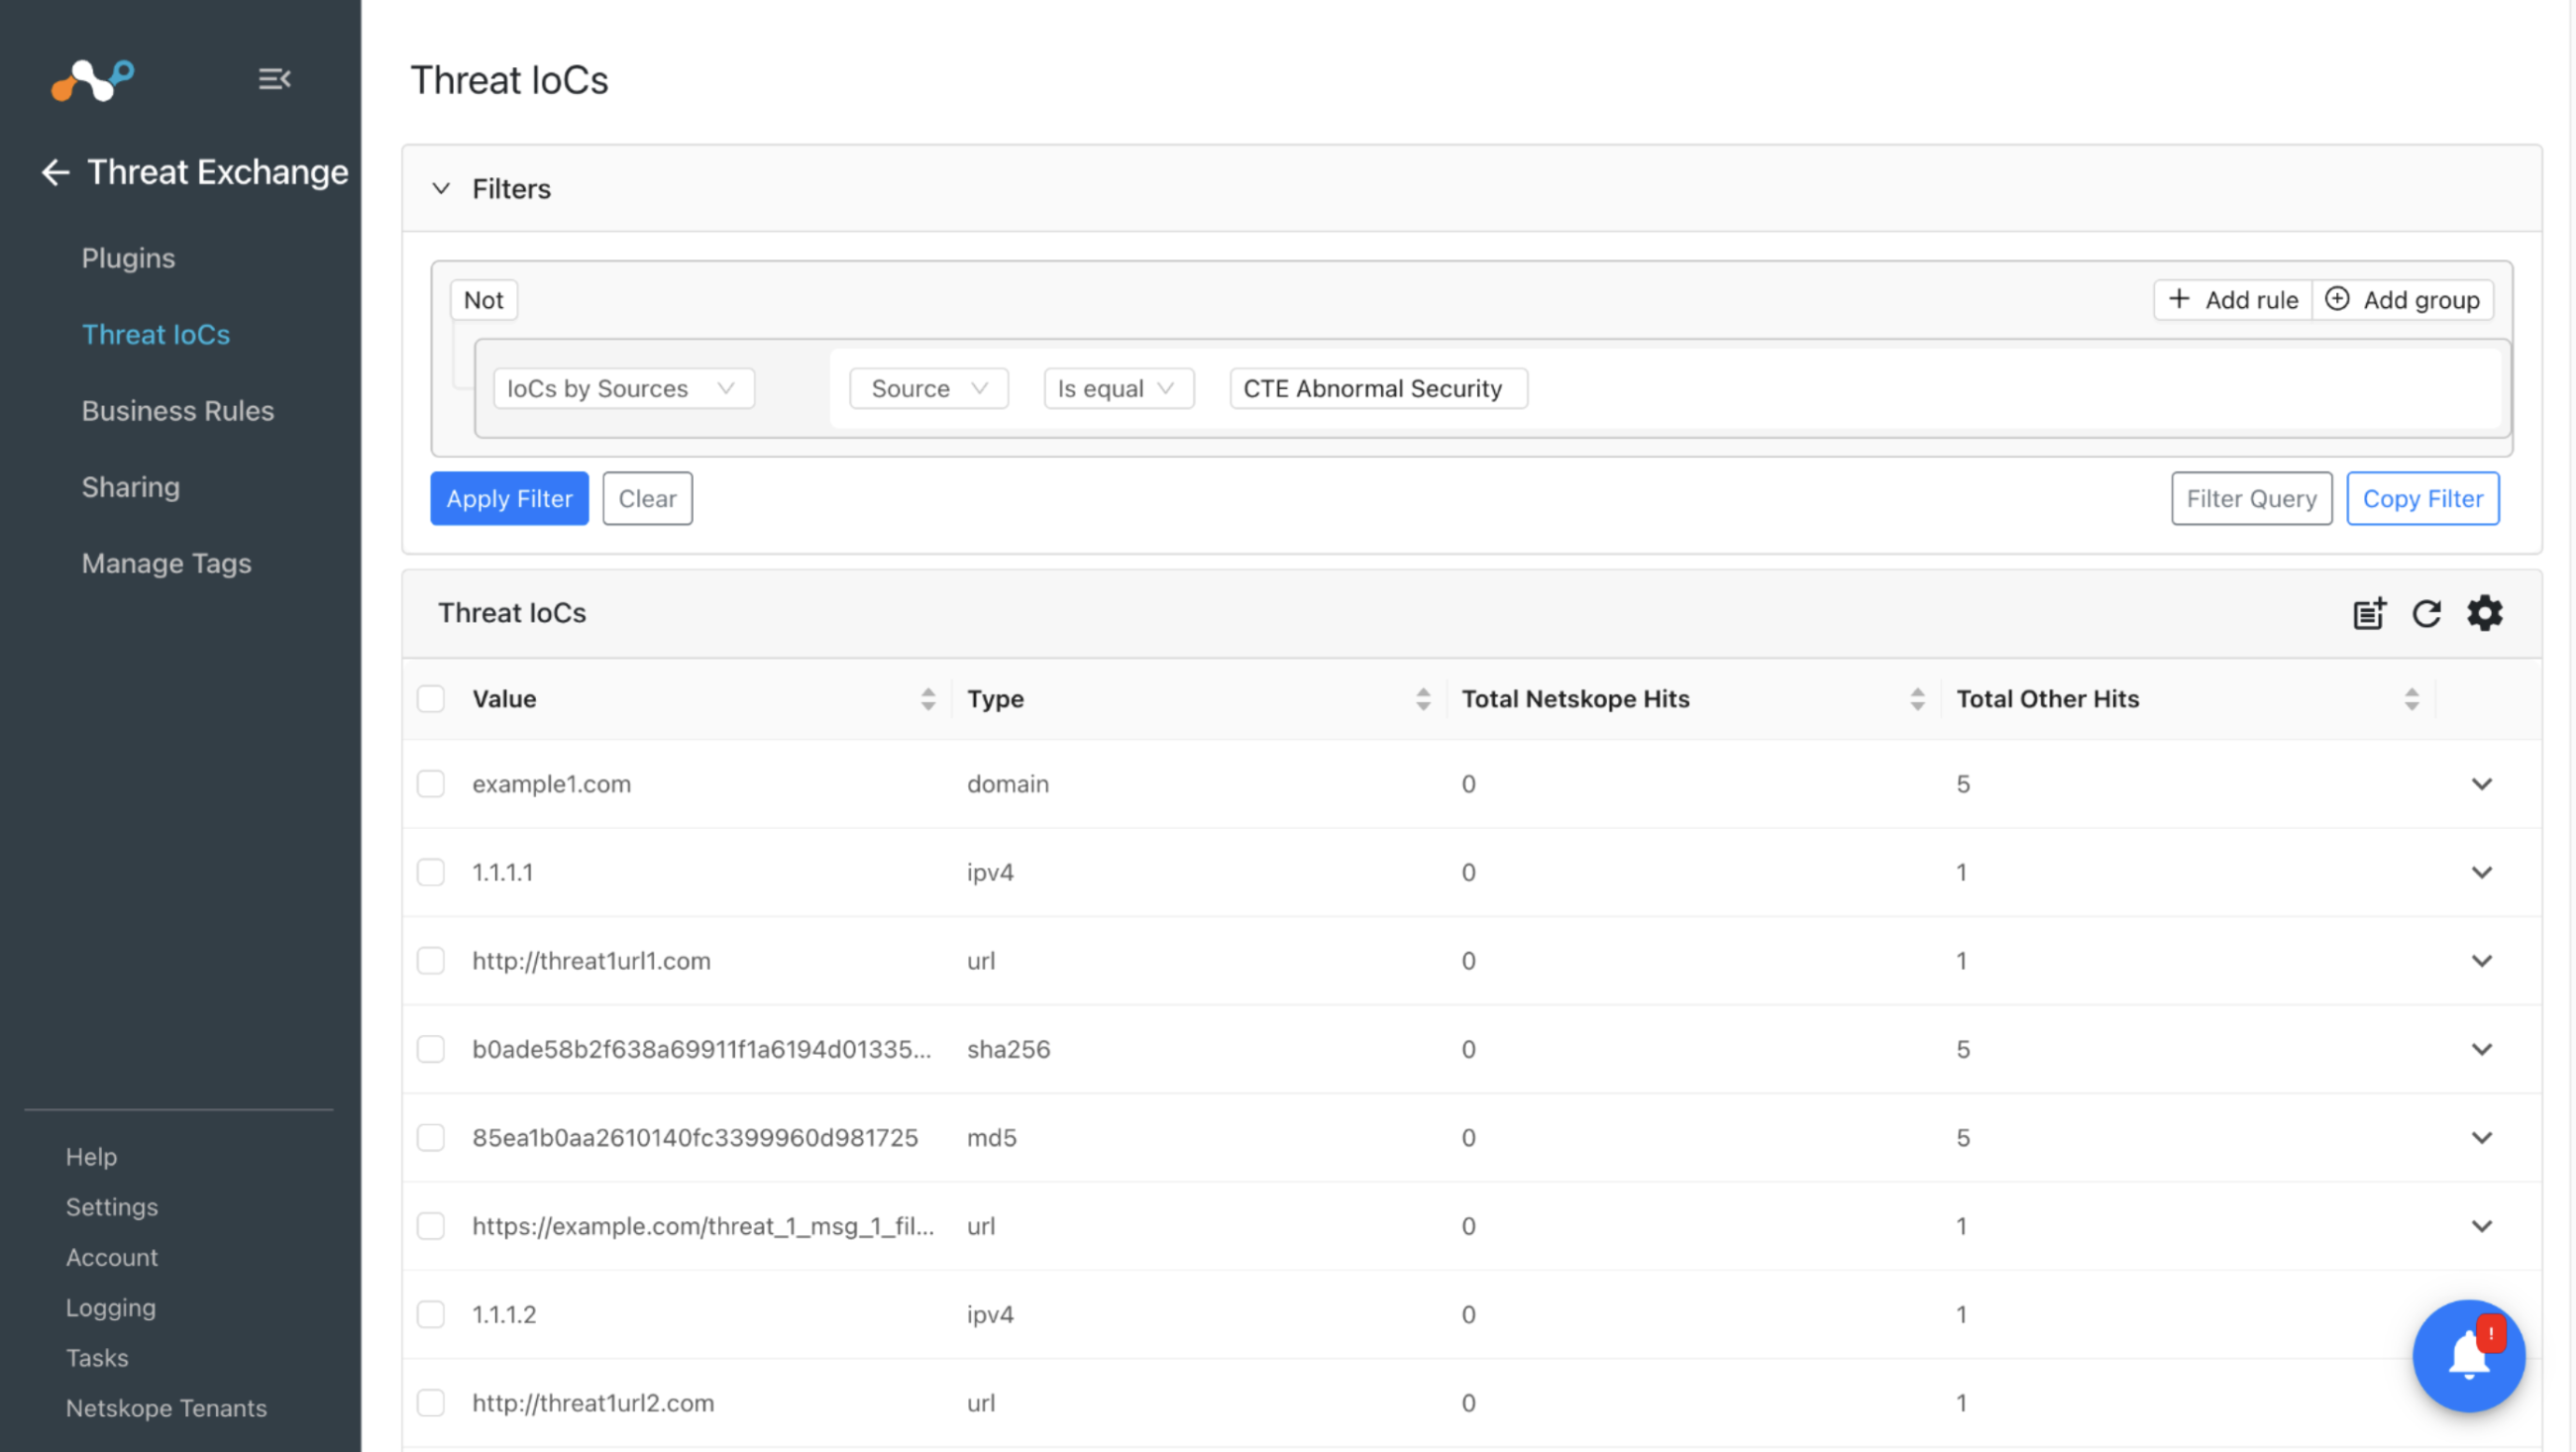 Threat Exchange
Plugins
Threat IoCs
Business Rules
Sharing
Manage Tags
Help
Settings
Account
Logging
Tasks
Netskope Tenants
Threat IoCs
Filters
Not
Add rule
Add group
IoCs by Sources
Source
Is equal
CTE Abnormal Security
Apply Filter
Clear
Filter Query
Copy Filter
Threat IoCs
Value Type Total Netskope Hits Total Other Hits
example1.com domain 0 5
1.1.1.1 ipv4 0 1
http://threat1url1.com url 0 1
b0ade58b2f638a69911f1a6194d01335... sha256 0 5
85ea1b0aa2610140fc3399960d981725 md5 0 5
https://example.com/threat_1_msg_1_fil... url 0 1
1.1.1.2 ipv4 0 1
!
http://threat1url2.com url 0 1